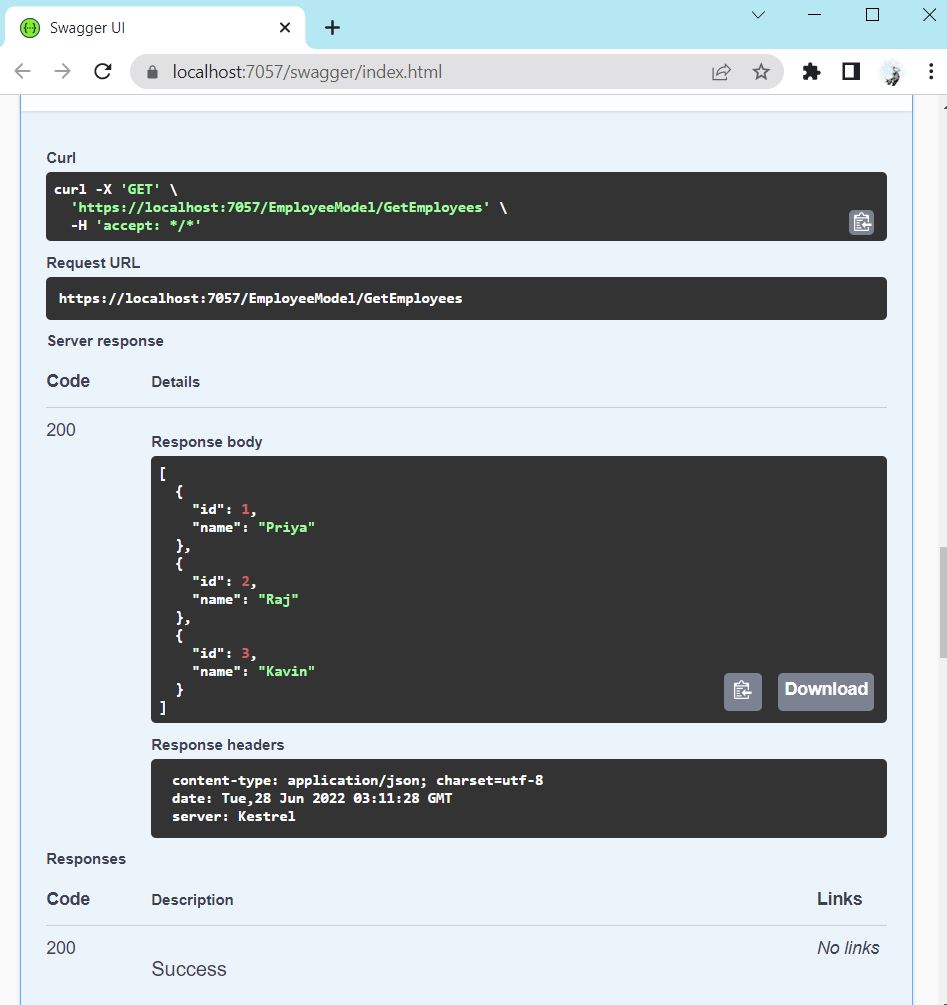 Swagger UI
localhost:7057/swagger/index.html
Curl
curl -X 'GET' \
  'https://localhost:7057/EmployeeModel/GetEmployees' \
  -H 'accept: */*'
Request URL
https://localhost:7057/EmployeeModel/GetEmployees
Server response
Code Details
200
Response body
[
  {
    "id": 1,
    "name": "Priya"
  },
  {
    "id": 2,
    "name": "Raj"
  },
  {
    "id": 3,
    "name": "Kavin"
  }
]
Download
Response headers
content-type: application/json; charset=utf-8
date: Tue,28 Jun 2022 03:11:28 GMT
server: Kestrel
Responses
Code Description Links
200 No links
Success